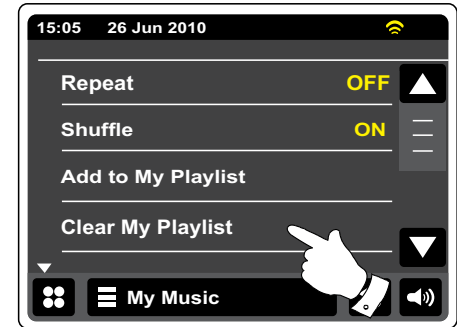 15:05 26 Jun 2010
Repeat OFF
Shuffle ON
Add to My Playlist
Clear My Playlist
My Music